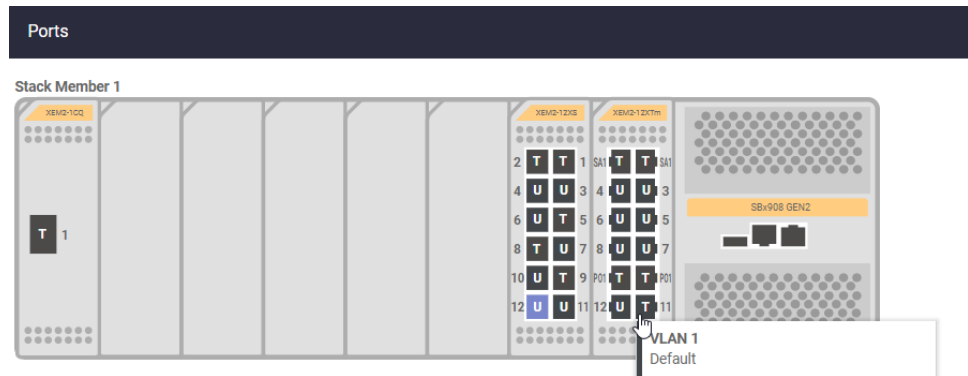 Ports
Stack Member 1
XEM2-1CQ XEM2-12XS XEM2-12XTm
2 T T 1 SA1 T T SA1
4 U U 3 4 U U 3
SBx908 GEN2
6 U T 5 6 U U 5
T 1
8 T U 7 8 U U 7
10 U T 9 PO1 T T PO1
12 U U 11 12 U T 11
VLAN 1
Default